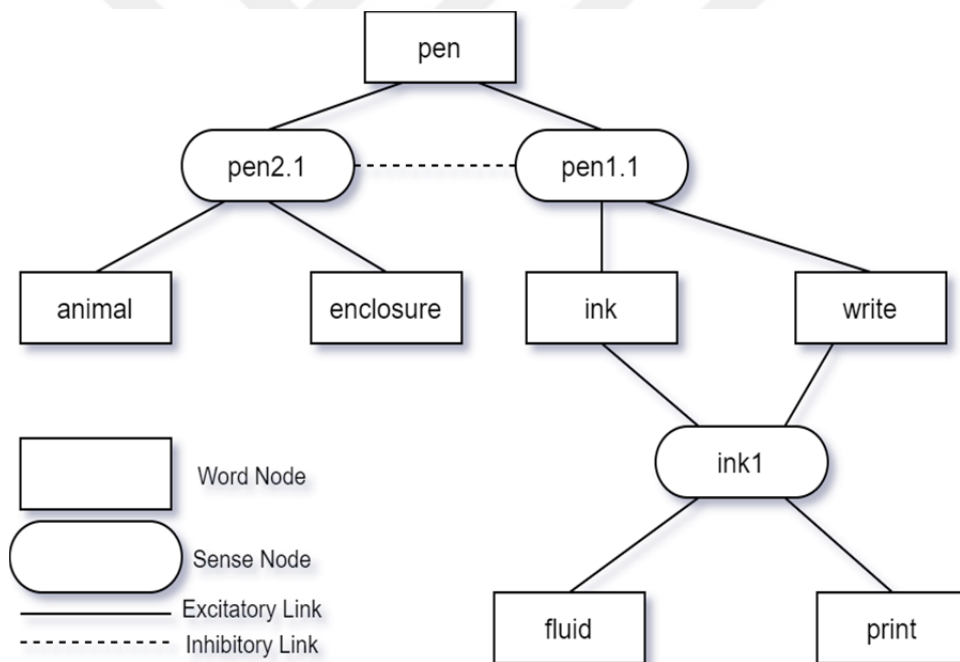 pen
pen2.1
pen1.1
animal
enclosure
ink
write
ink1
Word Node
Sense Node
Excitatory Link
Inhibitory Link
fluid
print